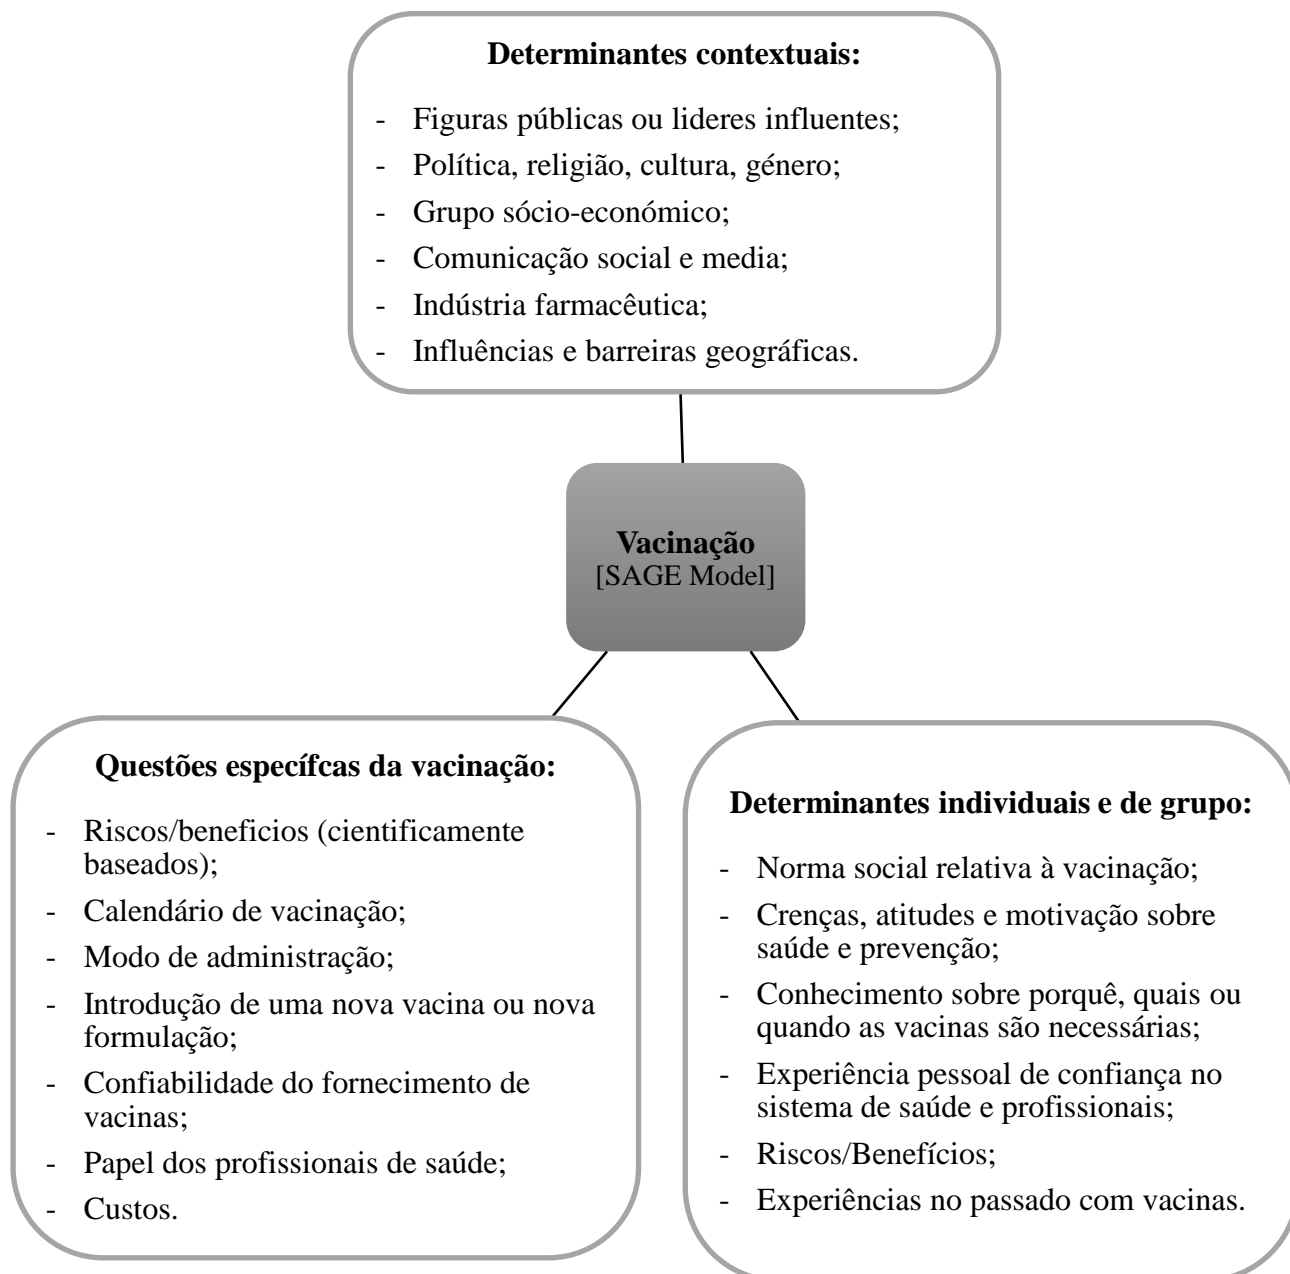 Determinantes contextuais:
- Figuras públicas ou lideres influentes;
- Política, religião, cultura, género;
- Grupo sócio-económico;
- Comunicação social e media;
- Indústria farmacêutica;
- Influências e barreiras geográficas.
Vacinação
[SAGE Model]
Questões específcas da vacinação:
- Riscos/beneficios (cientificamente
baseados);
- Calendário de vacinação;
- Modo de administração;
- Introdução de uma nova vacina ou nova
formulação;
- Confiabilidade do fornecimento de
vacinas;
- Papel dos profissionais de saúde;
- Custos.
Determinantes individuais e de grupo:
- Norma social relativa à vacinação;
- Crenças, atitudes e motivação sobre
saúde e prevenção;
- Conhecimento sobre porquê, quais ou
quando as vacinas são necessárias;
- Experiência pessoal de confiança no
sistema de saúde e profissionais;
- Riscos/Benefícios;
- Experiências no passado com vacinas.